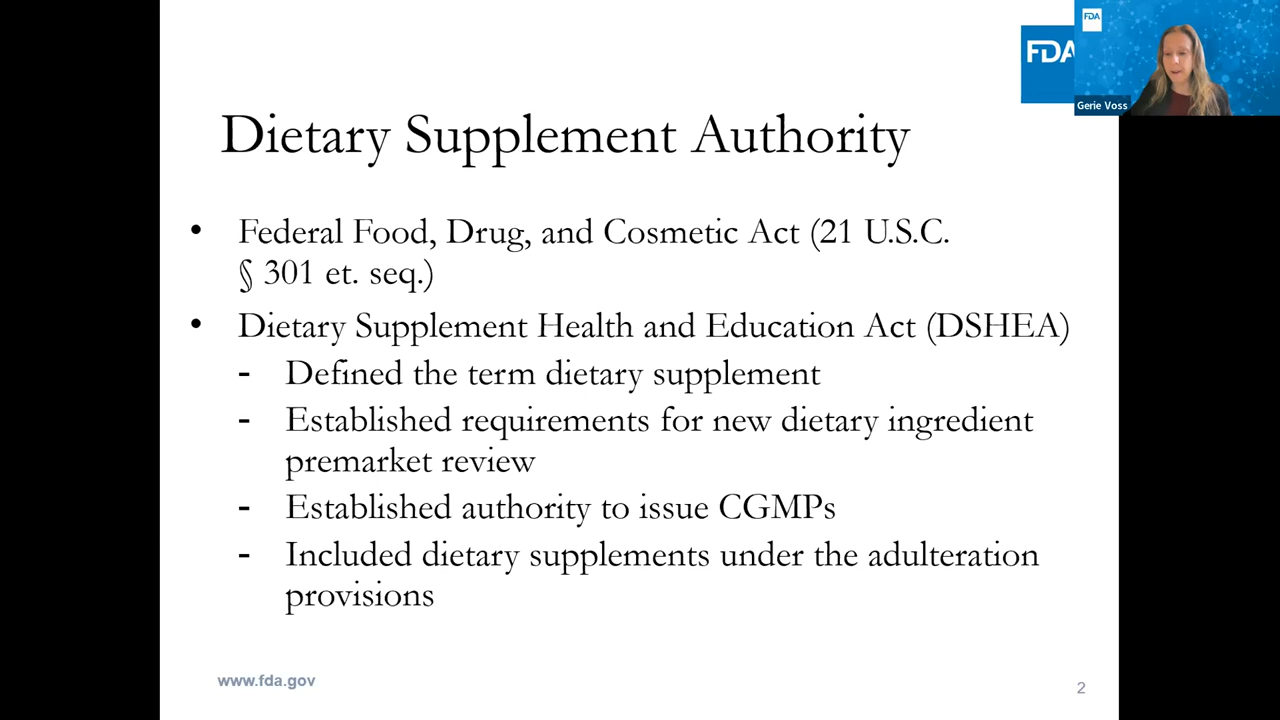 FDA
FDA
Gerie Voss
Dietary Supplement Authority
• Federal Food, Drug, and Cosmetic Act (21 U.S.C.
§ 301 et. seq.)
• Dietary Supplement Health and Education Act (DSHEA)
- Defined the term dietary supplement
- Established requirements for new dietary ingredient
premarket review
- Established authority to issue CGMPs
- Included dietary supplements under the adulteration
provisions
www.fda.gov
2